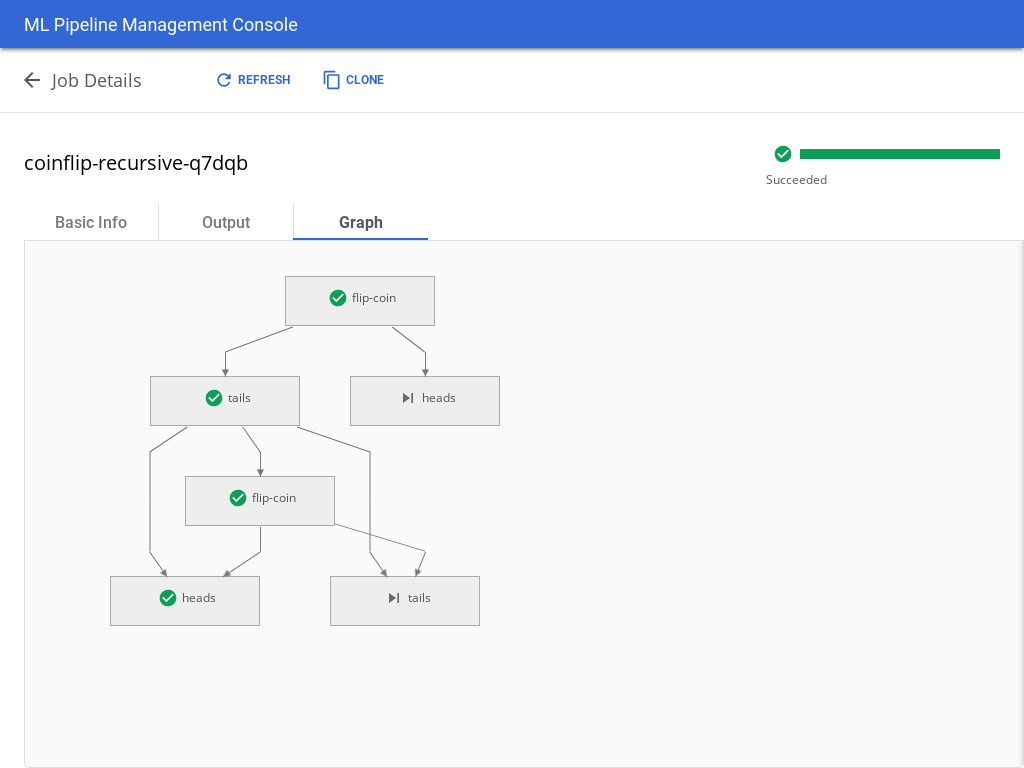 ML Pipeline Management Console
Job Details
REFRESH
CLONE
coinflip-recursive-q7dqb
Succeeded
Basic Info
Output
Graph
flip-coin
tails
heads
flip-coin
heads
tails